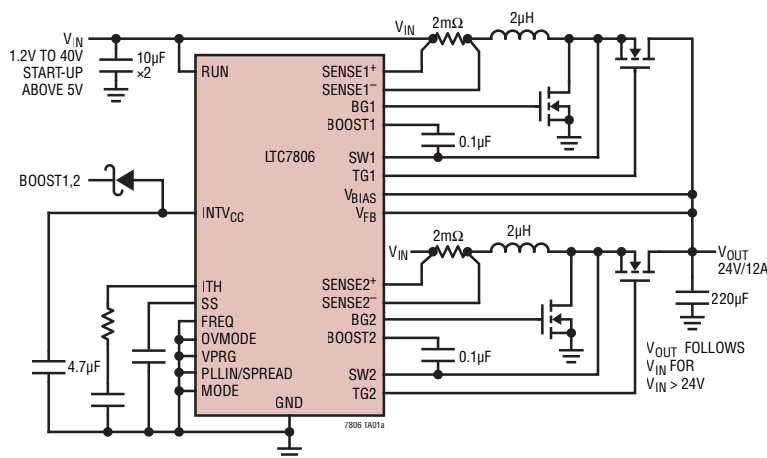 VIN
1.2V TO 40V
START-UP
ABOVE 5V
10µF
×2
VIN
2mΩ
2µH
RUN
SENSE1+
SENSE1–
BG1
BOOST1
0.1µF
LTC7806
SW1
TG1
BOOST1,2
VBIAS
INTVCC
VFB
VIN
2mΩ
2µH
VOUT
24V/12A
220µF
ITH
SS
FREQ
OVMODE
VPRG
PLLIN/SPREAD
MODE
4.7µF
SENSE2+
SENSE2–
BG2
BOOST2
0.1µF
SW2
TG2
GND
VOUT FOLLOWS
VIN FOR
VIN > 24V
7806 TA01a